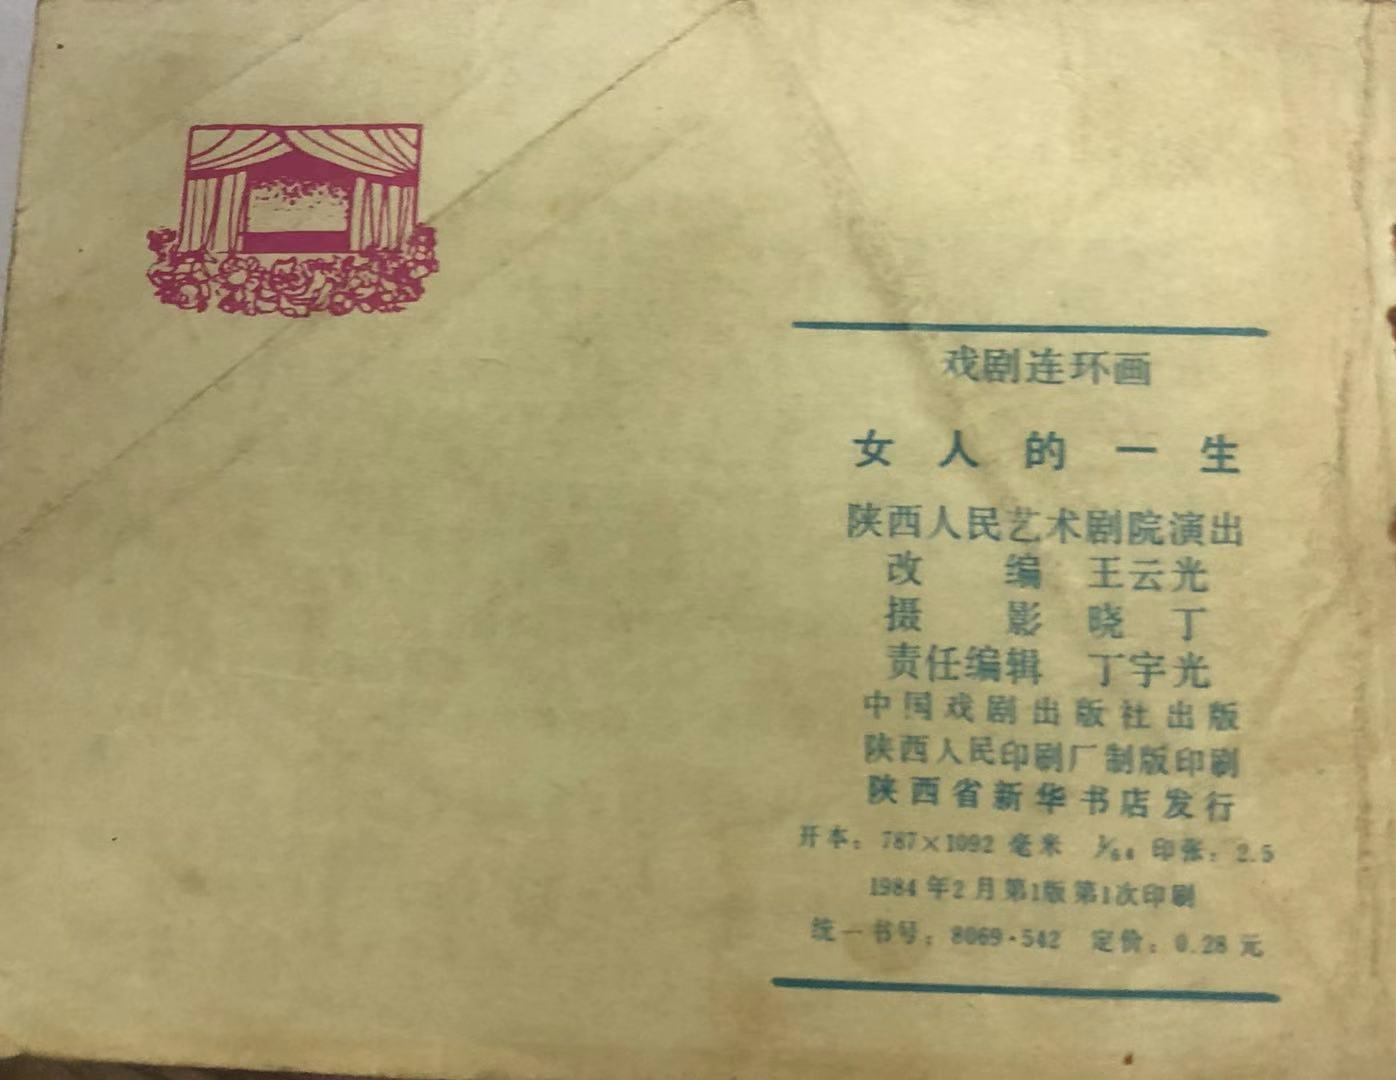 戏剧连环画
女人的一生
陕西人民艺术剧院演出
改 编 王云光
摄 影 晓 丁
责任编辑 丁宇光
中国戏剧出版社出版
陕西人民印刷厂制版印刷
陕西省新华书店发行
开本：787×1092 毫米 1/64 印张：2.5
1984年2月第1版第1次印刷
统一书号：8069·542 定价：0.28元